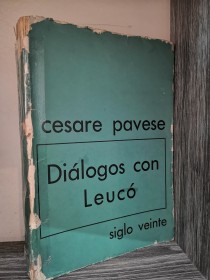 cesare pavese
Diálogos con
Leucó
siglo veinte